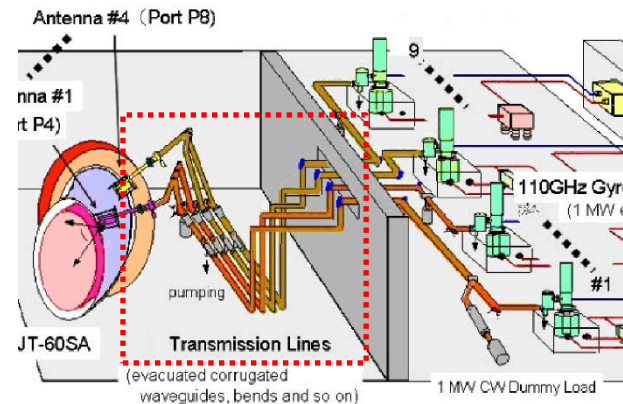 Antenna #4 (Port P8)
nna #1
rt P4)
9
110GHz Gyr
(1 MW e
#1
pumping
JT-60SA
Transmission Lines
(evacuated corrugated
waveguides, bends and so on)
1 MW CW Dummy Load